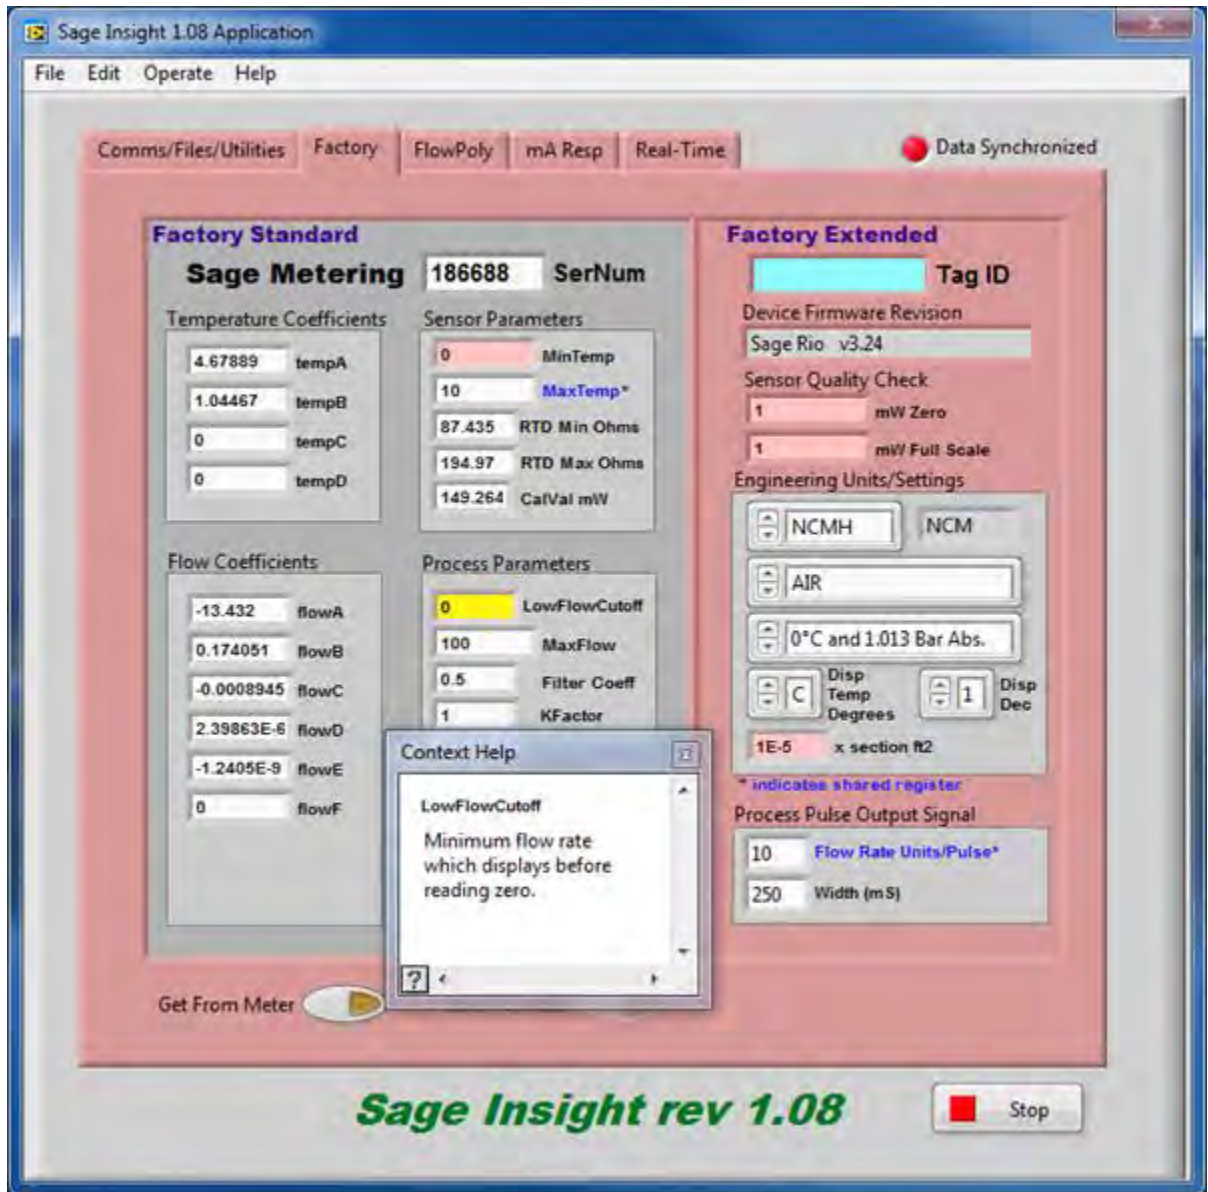 Sage Insight 1.08 Application
File Edit Operate Help
Comms/Files/Utilities Factory FlowPoly mA Resp Real-Time
Data Synchronized
Factory Standard
Sage Metering 186688 SerNum
Temperature Coefficients
4.67889 tempA
1.04467 tempB
0 tempC
0 tempD
Sensor Parameters
0 MinTemp
10 MaxTemp*
87.435 RTD Min Ohms
194.97 RTD Max Ohms
149.264 CalVal mW
Flow Coefficients
-13.432 flowA
0.174051 flowB
-0.0008945 flowC
2.39863E-6 flowD
-1.2405E-9 flowE
0 flowF
Process Parameters
0 LowFlowCutoff
100 MaxFlow
0.5 Filter Coeff
1 KFactor
Context Help
LowFlowCutoff
Minimum flow rate
which displays before
reading zero.
?
Get From Meter
Factory Extended
Tag ID
Device Firmware Revision
Sage Rio v3.24
Sensor Quality Check
1 mW Zero
1 mW Full Scale
Engineering Units/Settings
NCMH NCM
AIR
0°C and 1.013 Bar Abs.
C Disp Temp Degrees 1 Disp Dec
1E-5 x section ft2
* indicates shared register
Process Pulse Output Signal
10 Flow Rate Units/Pulse*
250 Width (mS)
Sage Insight rev 1.08
Stop